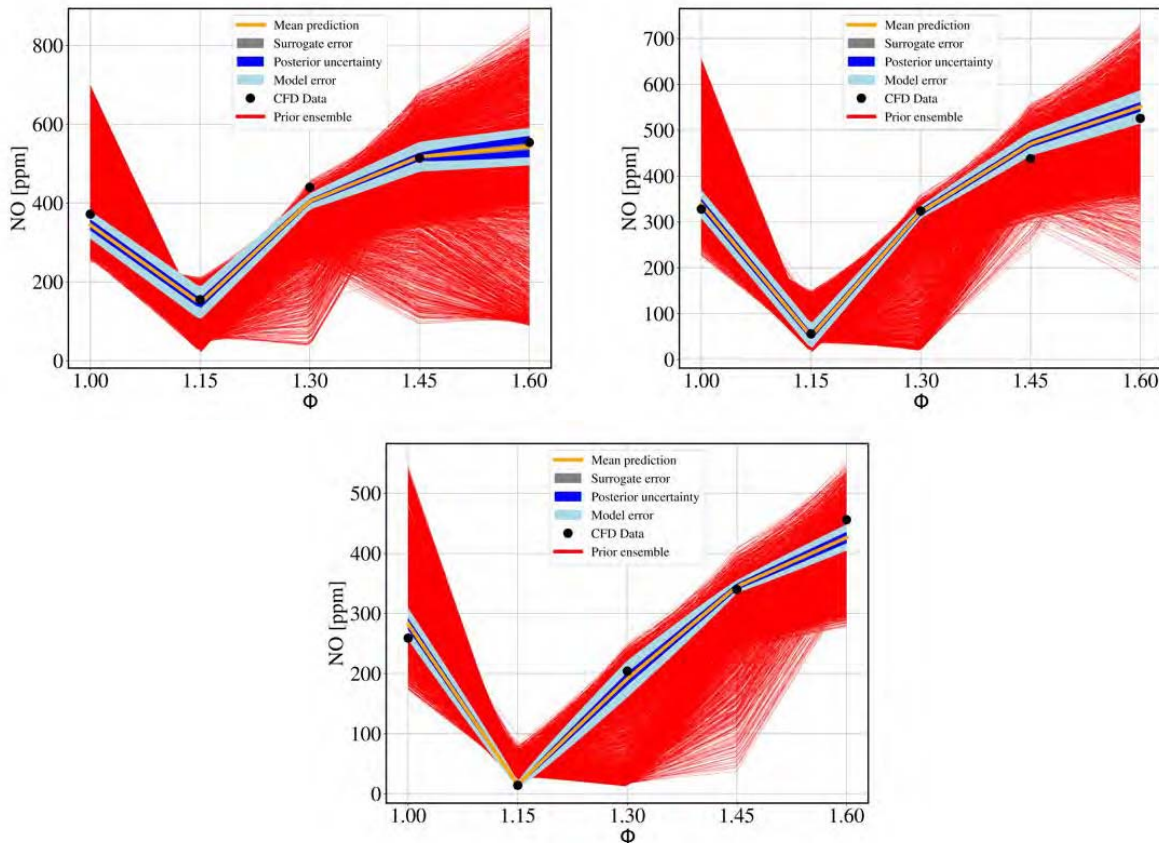 Mean prediction
Surrogate error
Posterior uncertainty
Model error
CFD Data
Prior ensemble
NO [ppm]
800
600
400
200
0
1.00 1.15 1.30 1.45 1.60
Φ
Mean prediction
Surrogate error
Posterior uncertainty
Model error
CFD Data
Prior ensemble
NO [ppm]
700
600
500
400
300
200
100
0
1.00 1.15 1.30 1.45 1.60
Φ
Mean prediction
Surrogate error
Posterior uncertainty
Model error
CFD Data
Prior ensemble
NO [ppm]
500
400
300
200
100
0
1.00 1.15 1.30 1.45 1.60
Φ